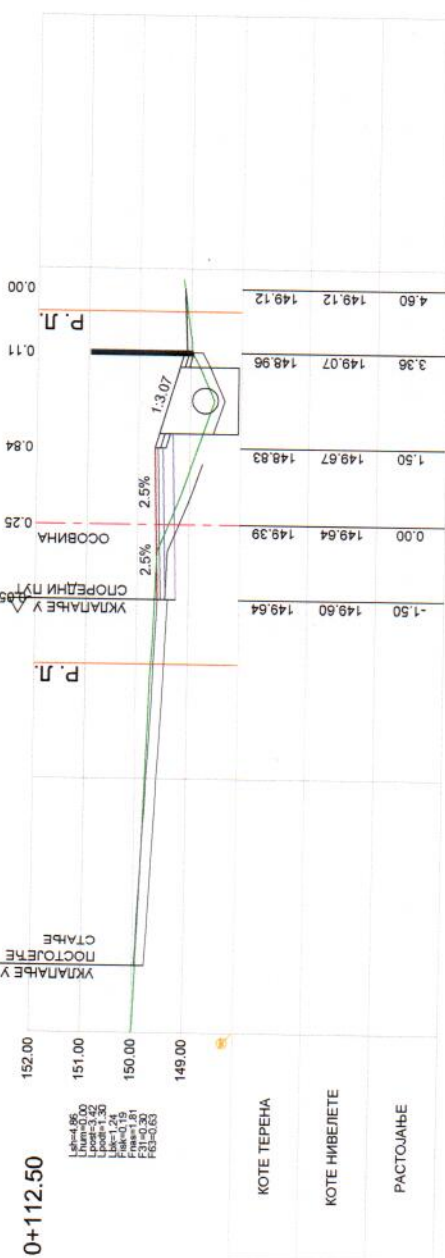 0+112.50
Lsh=4.86
Lhum=0.00
Lpost=3.42
Lpodt=1.30
Lbk=1.24
Fisk=0.19
Fnas=1.81
F31=0.30
F63=0.63
152.00
151.00
150.00
149.00
УКЛАПАЊЕ У
ПОСТОЈЕЋЕ
СТАЊЕ
Р. Л.
УКЛАПАЊЕ У
СПОРЕДНИ ПУТ
ОСОВИНА
2.5%
2.5%
1:3.07
Р. Л.
0.25
0.84
0.11
0.00
КОТЕ ТЕРЕНА
149.64
149.39
148.83
148.96
149.12
КОТЕ НИВЕЛЕТЕ
149.60
149.64
149.67
149.07
149.12
РАСТОЈАЊЕ
-1.50
0.00
1.50
3.36
4.60